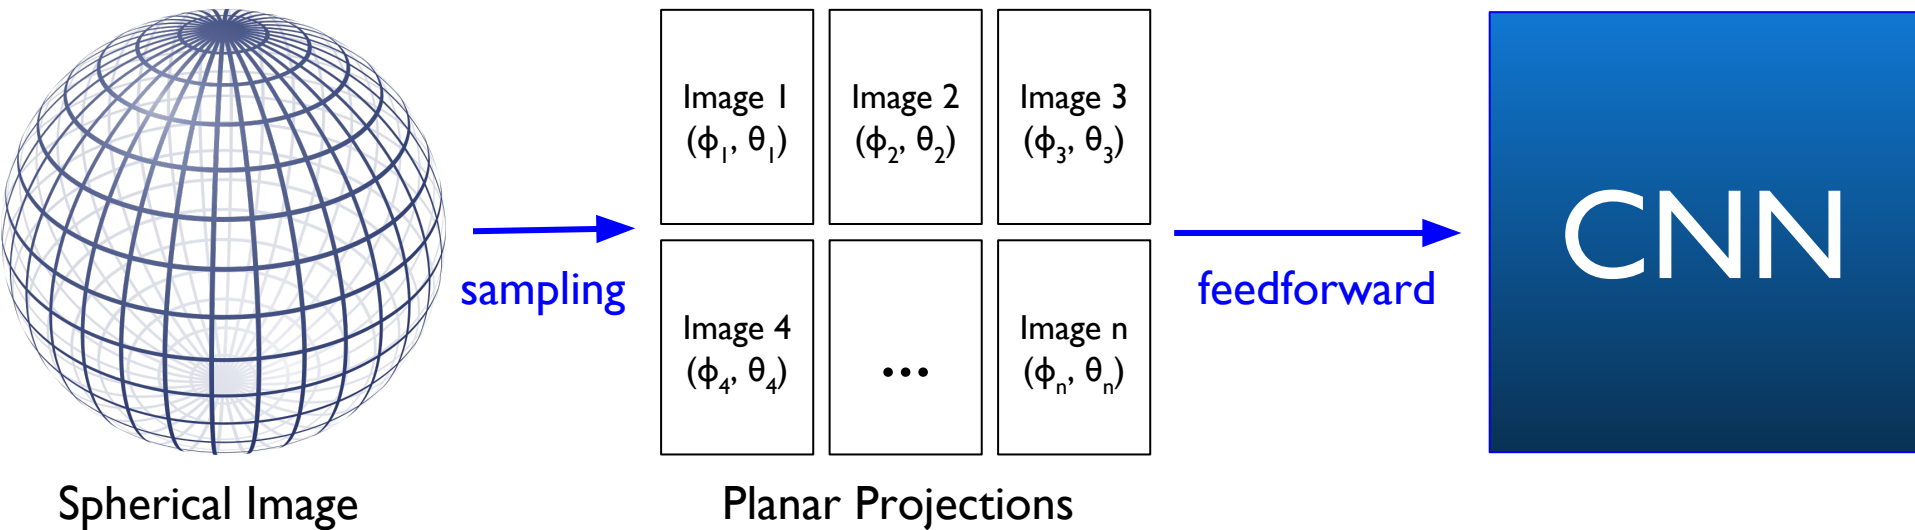 Image 1
(ϕ₁, θ₁)
Image 2
(ϕ₂, θ₂)
Image 3
(ϕ₃, θ₃)
sampling
Image 4
(ϕ₄, θ₄)
...
Image n
(ϕₙ, θₙ)
feedforward
CNN
Spherical Image
Planar Projections